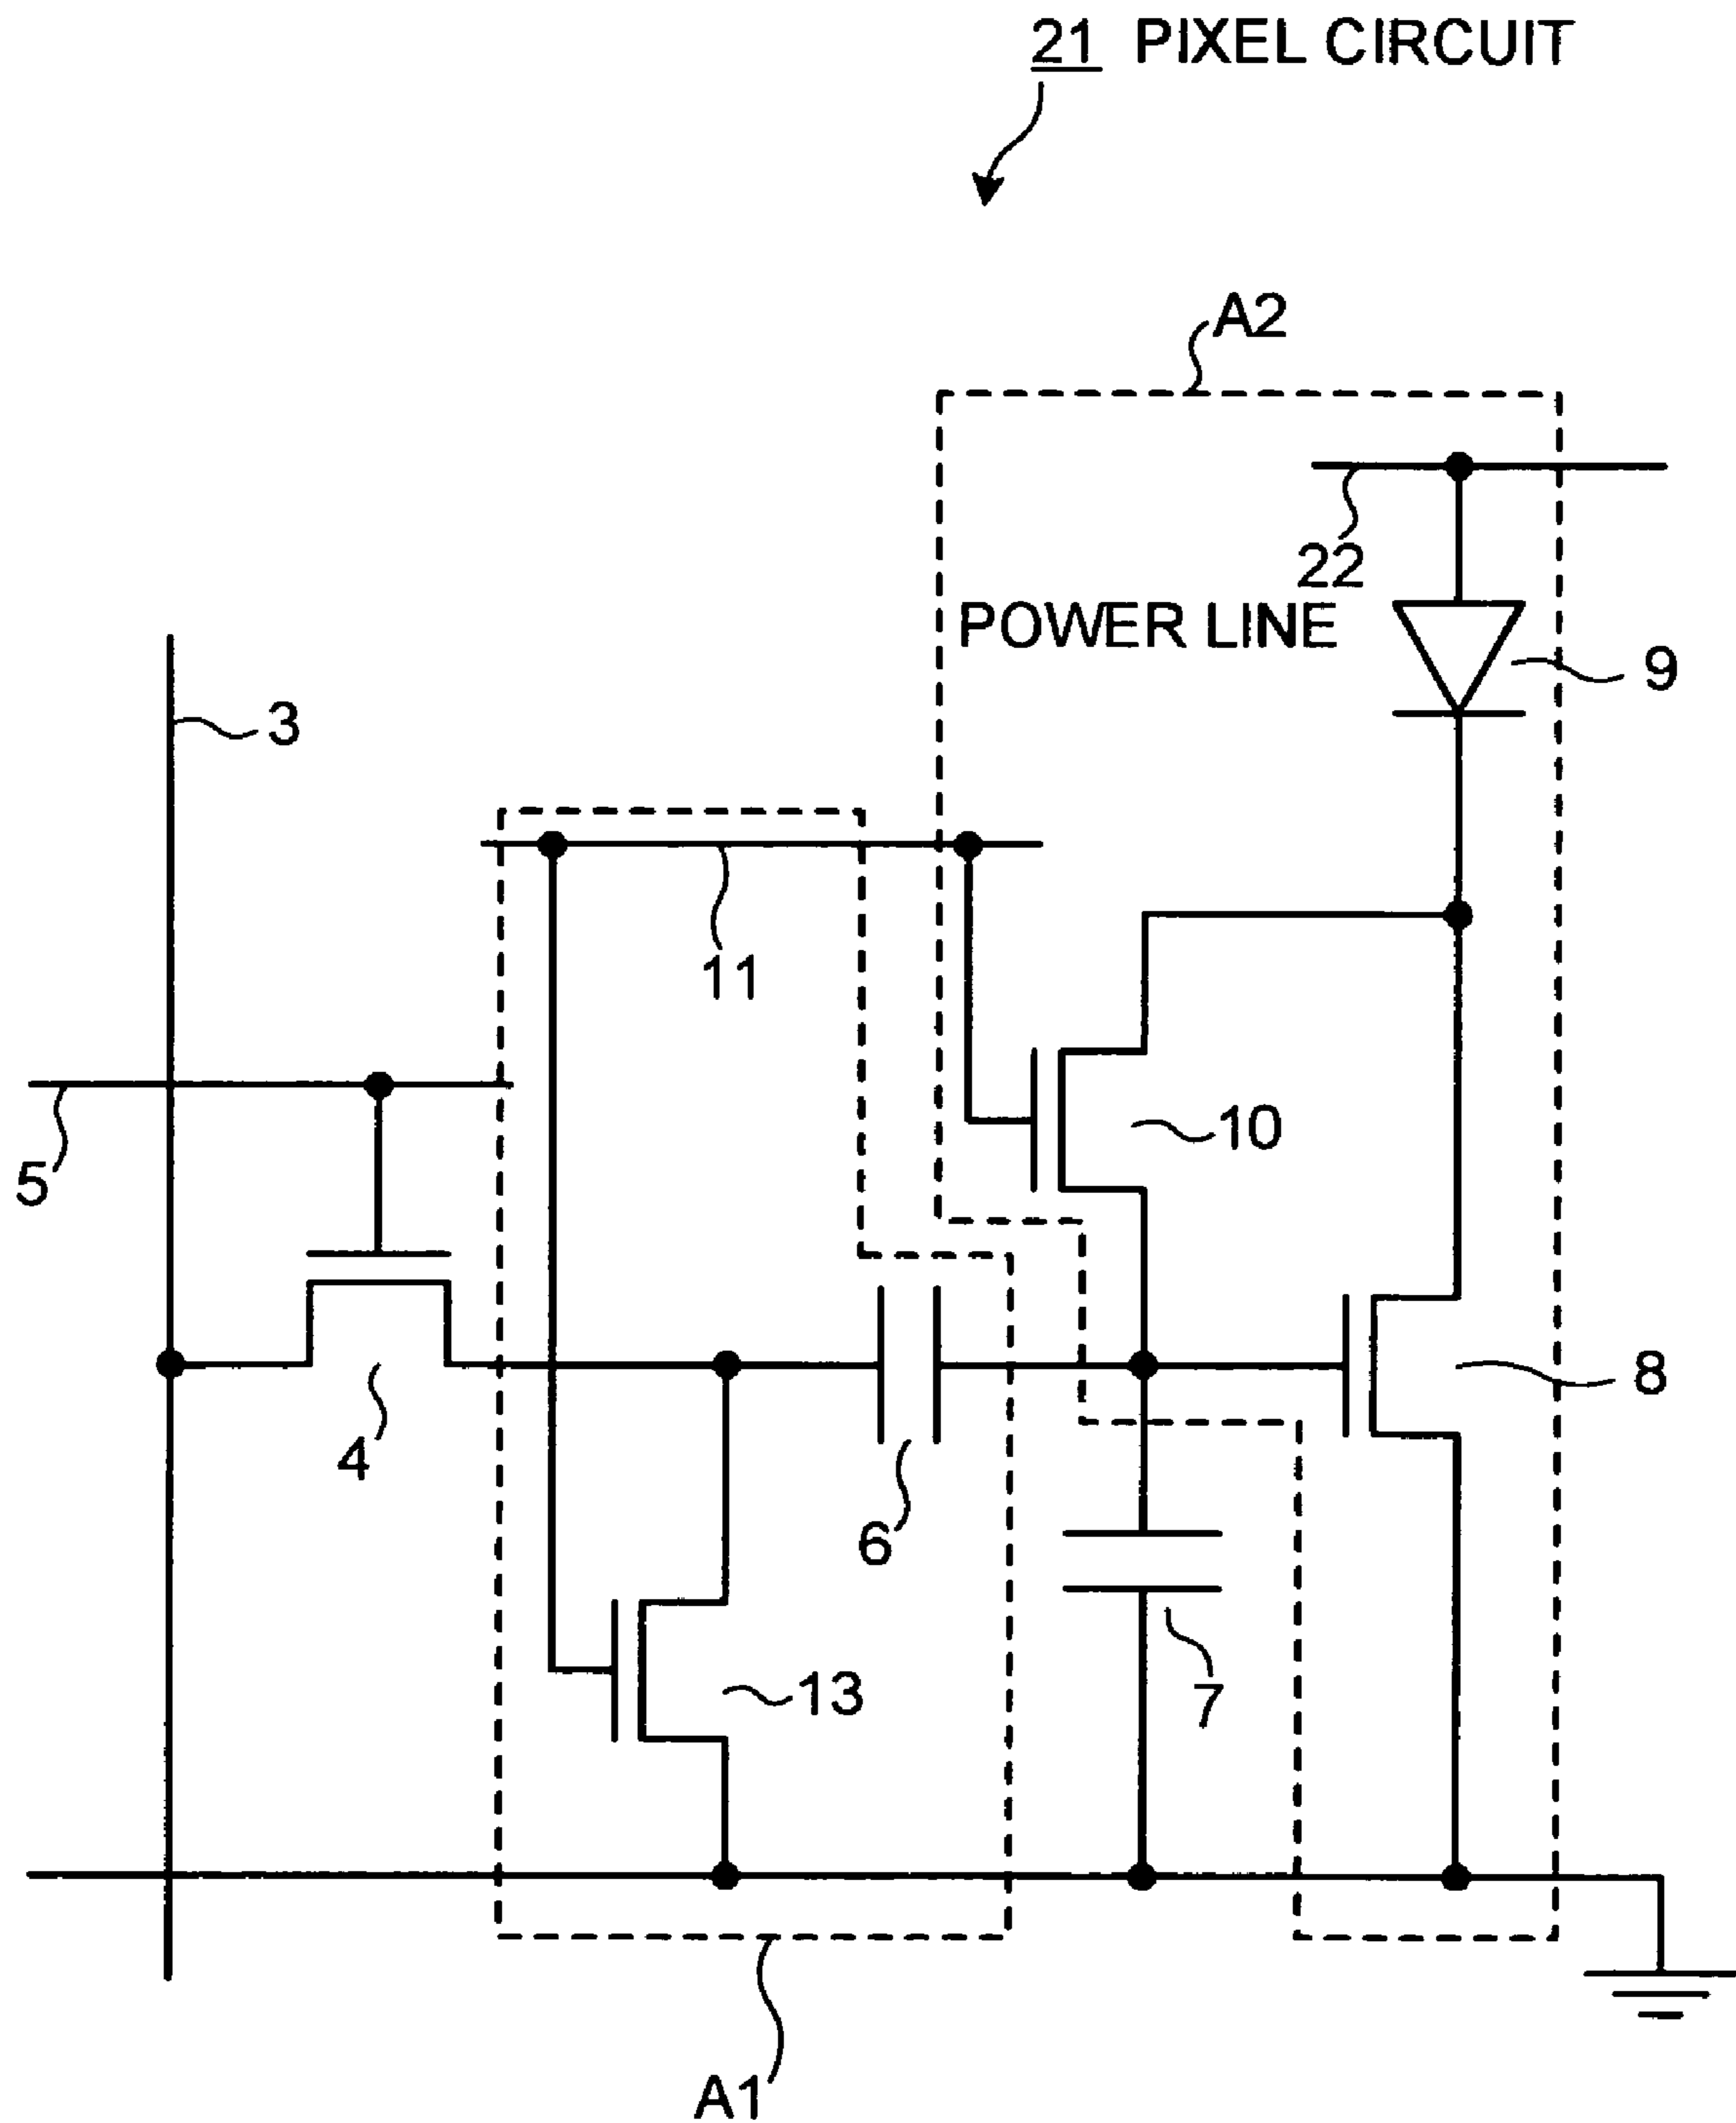 21 PIXEL CIRCUIT
A2
22
POWER LINE
9
3
11
10
5
8
4
6
13
7
A1